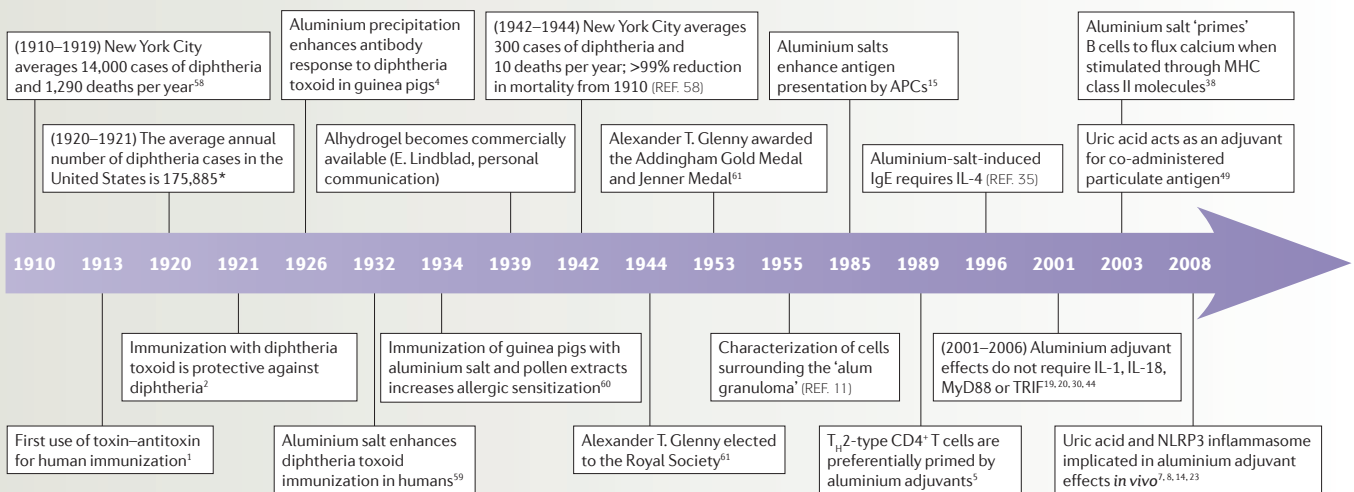 (1910–1919) New York City
averages 14,000 cases of diphtheria
and 1,290 deaths per year58
Aluminium precipitation
enhances antibody
response to diphtheria
toxoid in guinea pigs4
(1942–1944) New York City averages
300 cases of diphtheria and
10 deaths per year; >99% reduction
in mortality from 1910 (REF. 58)
Aluminium salts
enhance antigen
presentation by APCs15
Aluminium salt ‘primes’
B cells to flux calcium when
stimulated through MHC
class II molecules38
(1920–1921) The average annual
number of diphtheria cases in the
United States is 175,885*
Alhydrogel becomes commercially
available (E. Lindblad, personal
communication)
Alexander T. Glenny awarded
the Addingham Gold Medal
and Jenner Medal61
Aluminium-salt-induced
IgE requires IL-4 (REF. 35)
Uric acid acts as an adjuvant
for co-administered
particulate antigen49
1910 1913 1920 1921 1926 1932 1934 1939 1942 1944 1953 1955 1985 1989 1996 2001 2003 2008
Immunization with diphtheria
toxoid is protective against
diphtheria2
Immunization of guinea pigs with
aluminium salt and pollen extracts
increases allergic sensitization60
Characterization of cells
surrounding the ‘alum
granuloma’ (REF. 11)
(2001–2006) Aluminium adjuvant
effects do not require IL-1, IL-18,
MyD88 or TRIF19, 20, 30, 44
First use of toxin–antitoxin
for human immunization1
Aluminium salt enhances
diphtheria toxoid
immunization in humans59
Alexander T. Glenny elected
to the Royal Society61
TH2-type CD4+ T cells are
preferentially primed by
aluminium adjuvants5
Uric acid and NLRP3 inflammasome
implicated in aluminium adjuvant
effects in vivo7, 8, 14, 23